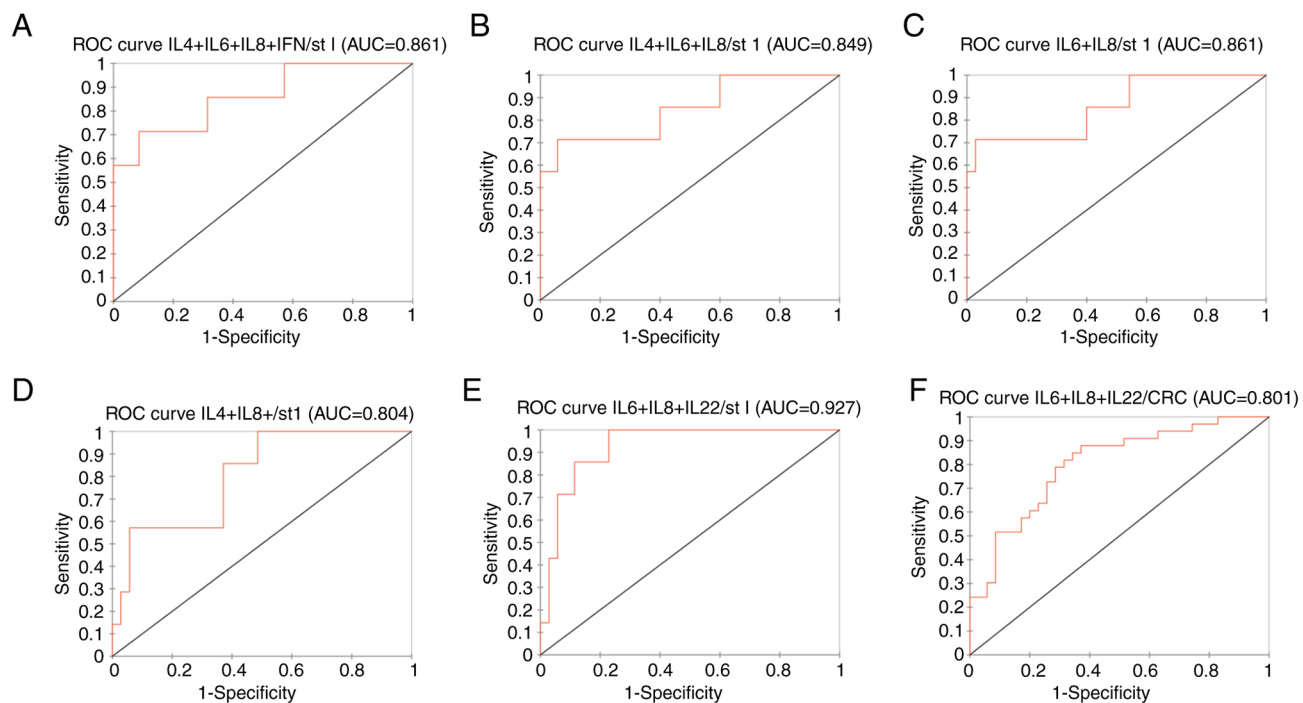 A
ROC curve IL4+IL6+IL8+IFN/st I (AUC=0.861)
1
0.9
0.8
0.7
0.6
0.5
0.4
0.3
0.2
0.1
0
Sensitivity
0 0.2 0.4 0.6 0.8 1
1-Specificity
B
ROC curve IL4+IL6+IL8/st 1 (AUC=0.849)
1
0.9
0.8
0.7
0.6
0.5
0.4
0.3
0.2
0.1
0
Sensitivity
0 0.2 0.4 0.6 0.8 1
1-Specificity
C
ROC curve IL6+IL8/st 1 (AUC=0.861)
1
0.9
0.8
0.7
0.6
0.5
0.4
0.3
0.2
0.1
0
Sensitivity
0 0.2 0.4 0.6 0.8 1
1-Specificity
D
ROC curve IL4+IL8+/st1 (AUC=0.804)
1
0.9
0.8
0.7
0.6
0.5
0.4
0.3
0.2
0.1
0
Sensitivity
0 0.2 0.4 0.6 0.8 1
1-Specificity
E
ROC curve IL6+IL8+IL22/st I (AUC=0.927)
1
0.9
0.8
0.7
0.6
0.5
0.4
0.3
0.2
0.1
0
Sensitivity
0 0.2 0.4 0.6 0.8 1
1-Specificity
F
ROC curve IL6+IL8+IL22/CRC (AUC=0.801)
1
0.9
0.8
0.7
0.6
0.5
0.4
0.3
0.2
0.1
0
Sensitivity
0 0.2 0.4 0.6 0.8 1
1-Specificity